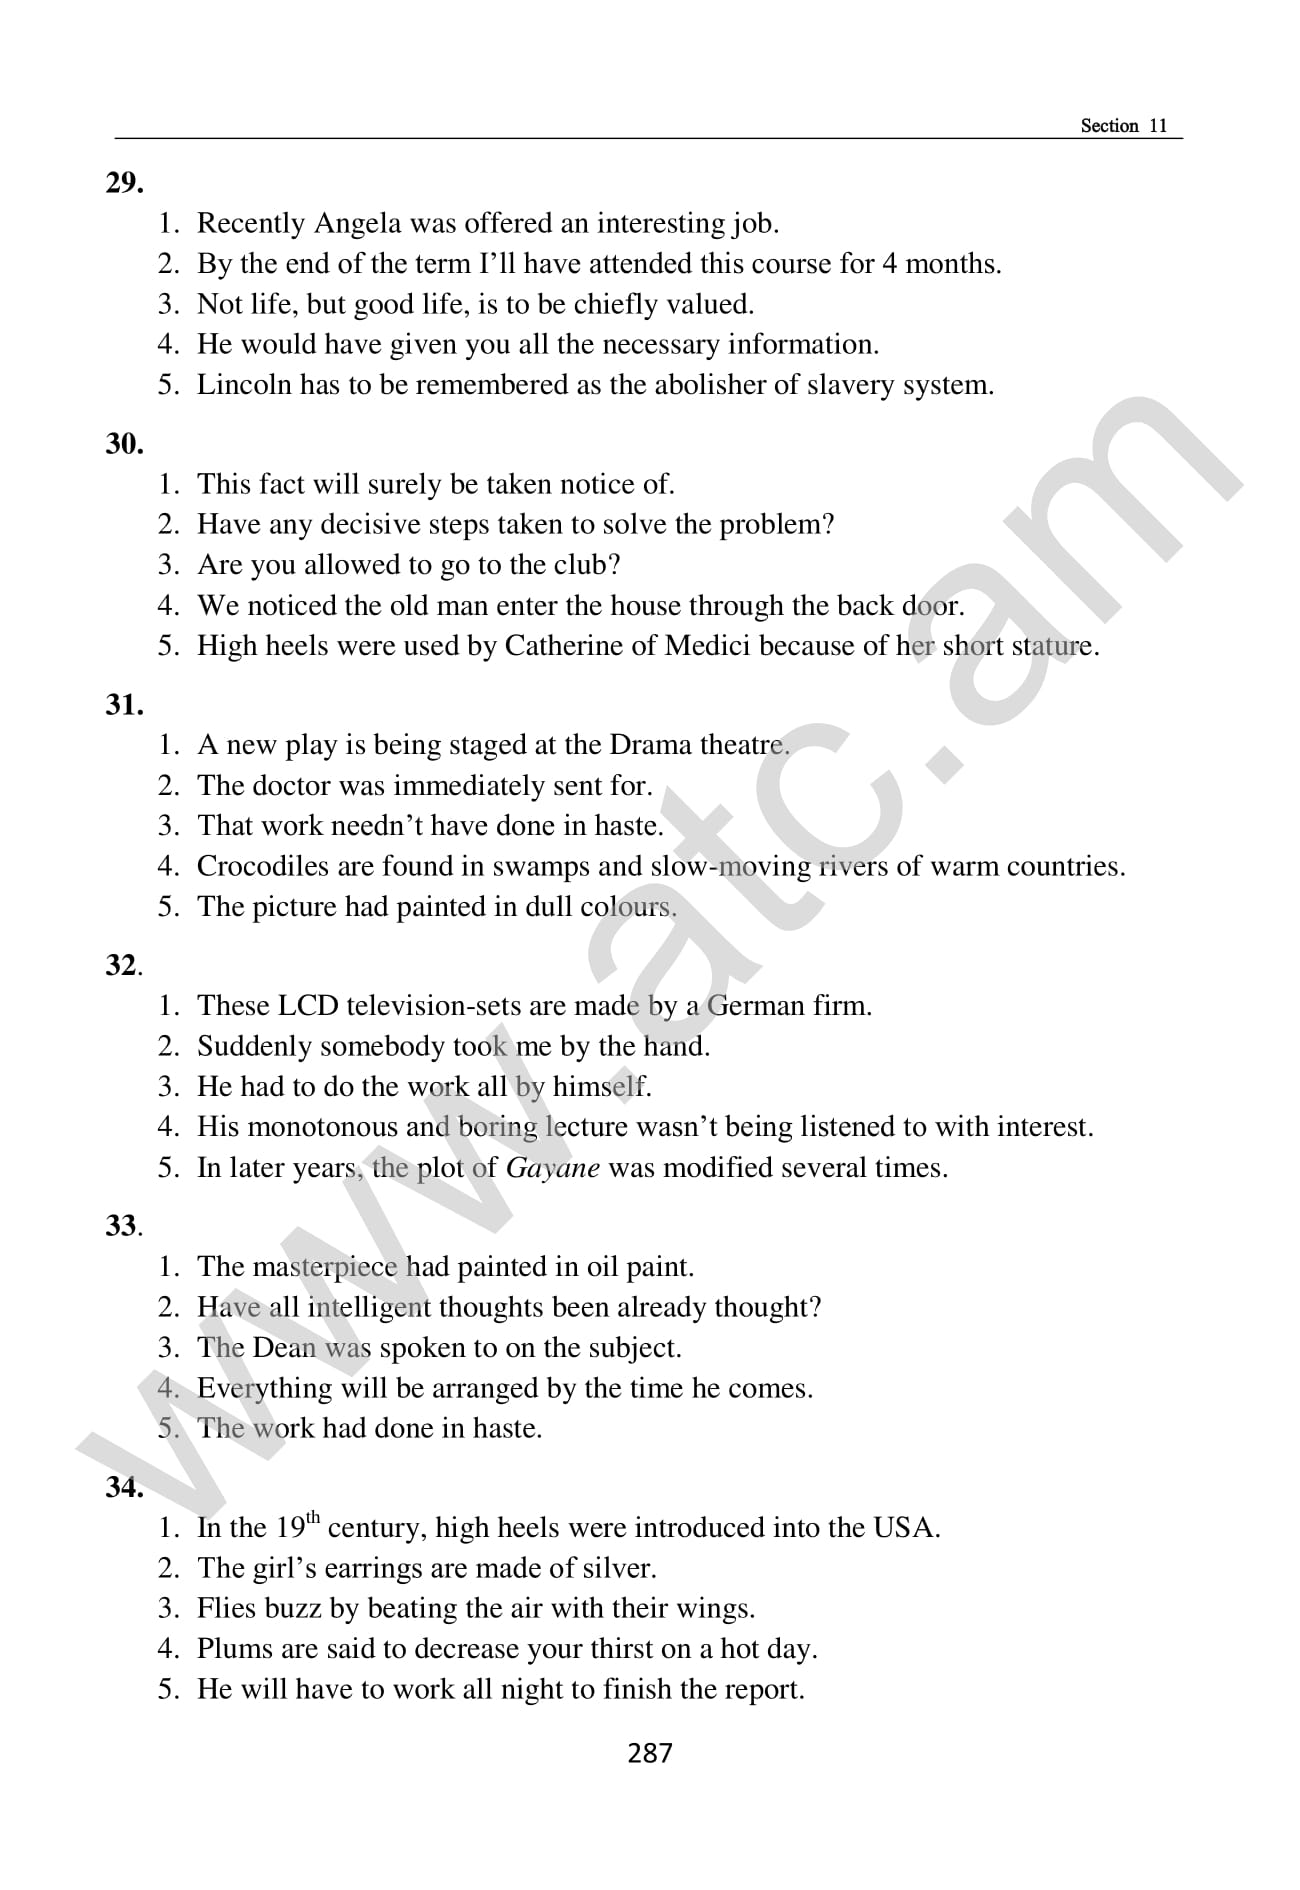 Section 11
29.
1. Recently Angela was offered an interesting job.
2. By the end of the term I’ll have attended this course for 4 months.
3. Not life, but good life, is to be chiefly valued.
4. He would have given you all the necessary information.
5. Lincoln has to be remembered as the abolisher of slavery system.
30.
1. This fact will surely be taken notice of.
2. Have any decisive steps taken to solve the problem?
3. Are you allowed to go to the club?
4. We noticed the old man enter the house through the back door.
5. High heels were used by Catherine of Medici because of her short stature.
31.
1. A new play is being staged at the Drama theatre.
2. The doctor was immediately sent for.
3. That work needn’t have done in haste.
4. Crocodiles are found in swamps and slow-moving rivers of warm countries.
5. The picture had painted in dull colours.
32.
1. These LCD television-sets are made by a German firm.
2. Suddenly somebody took me by the hand.
3. He had to do the work all by himself.
4. His monotonous and boring lecture wasn’t being listened to with interest.
5. In later years, the plot of Gayane was modified several times.
33.
1. The masterpiece had painted in oil paint.
2. Have all intelligent thoughts been already thought?
3. The Dean was spoken to on the subject.
4. Everything will be arranged by the time he comes.
5. The work had done in haste.
34.
1. In the 19th century, high heels were introduced into the USA.
2. The girl’s earrings are made of silver.
3. Flies buzz by beating the air with their wings.
4. Plums are said to decrease your thirst on a hot day.
5. He will have to work all night to finish the report.
287
www.atc.am